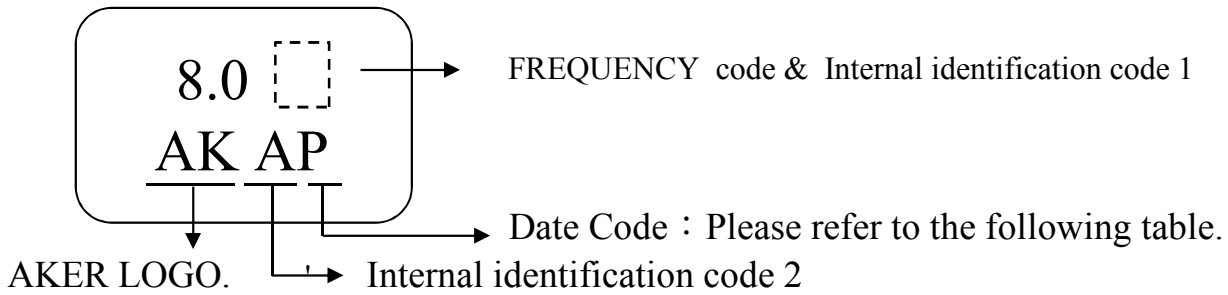 8.0 FREQUENCY code & Internal identification code 1
AK AP
Date Code：Please refer to the following table.
AKER LOGO. Internal identification code 2